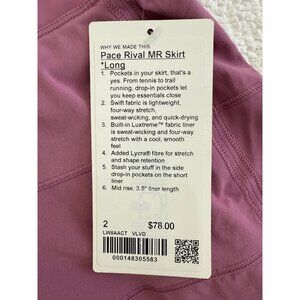 WHY WE MADE THIS
Pace Rival MR Skirt
*Long
1. Pockets in your skirt, that's a
yes. From tennis to trail
running, drop-in pockets let
you keep essentials close
2. Swift fabric is lightweight,
four-way stretch,
sweat-wicking, and quick-drying
3. Built-in Luxtreme™ fabric liner
is sweat-wicking and four-way
stretch with a cool, smooth
feel
4. Added Lycra® fibre for stretch
and shape retention
5. Stash your stuff in the side
drop-in pockets on the short
liner
6. Mid rise, 3.5" liner length
2 $78.00
LW8AACT VLVD
000148305583